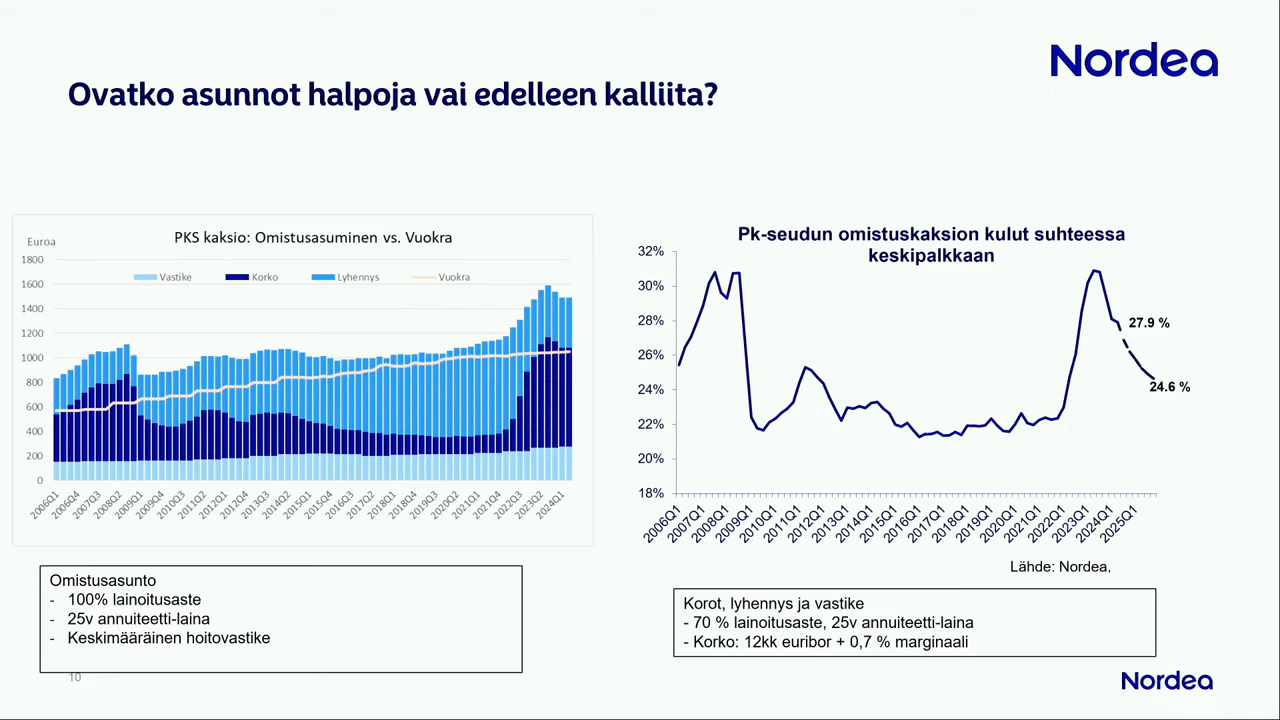 Nordea
Ovatko asunnot halpoja vai edelleen kalliita?
PKS kaksio: Omistusasuminen vs. Vuokra
Euroa
Vastike Korko Lyhennys Vuokra
1800
1600
1400
1200
1000
800
600
400
200
0
2006Q1 2006Q4 2007Q3 2008Q2 2009Q1 2009Q4 2010Q3 2011Q2 2012Q1 2012Q4 2013Q3 2014Q2 2015Q1 2015Q4 2016Q3 2017Q2 2018Q1 2018Q4 2019Q3 2020Q2 2021Q1 2021Q4 2022Q3 2023Q2 2024Q1
Omistusasunto
- 100% lainoitusaste
- 25v annuiteetti-laina
- Keskimääräinen hoitovastike
10
Pk-seudun omistuskaksion kulut suhteessa
keskipalkkaan
32%
30%
28%
26%
24%
22%
20%
18%
27.9 %
24.6 %
2006Q1 2007Q1 2008Q1 2009Q1 2010Q1 2011Q1 2012Q1 2013Q1 2014Q1 2015Q1 2016Q1 2017Q1 2018Q1 2019Q1 2020Q1 2021Q1 2022Q1 2023Q1 2024Q1 2025Q1
Lähde: Nordea,
Korot, lyhennys ja vastike
- 70 % lainoitusaste, 25v annuiteetti-laina
- Korko: 12kk euribor + 0,7 % marginaali
Nordea